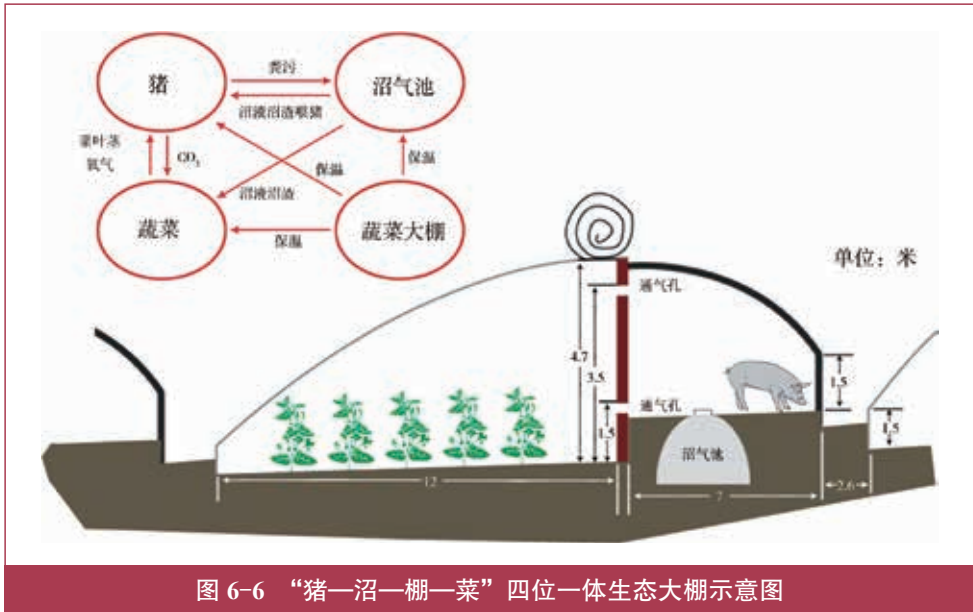 猪
粪污
沼气池
沼液沼渣喂猪
菜叶茎
氧气
CO₂
保温
保温
沼液沼渣
蔬菜
保温
蔬菜大棚
单位：米
通气孔
4.7
3.5
1.5
通气孔
1.5
1.5
沼气池
12
7
2.6
图 6-6 “猪—沼—棚—菜”四位一体生态大棚示意图